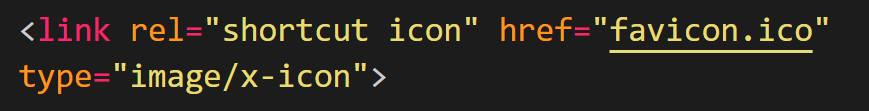 <link rel="shortcut icon" href="favicon.ico"
type="image/x-icon">